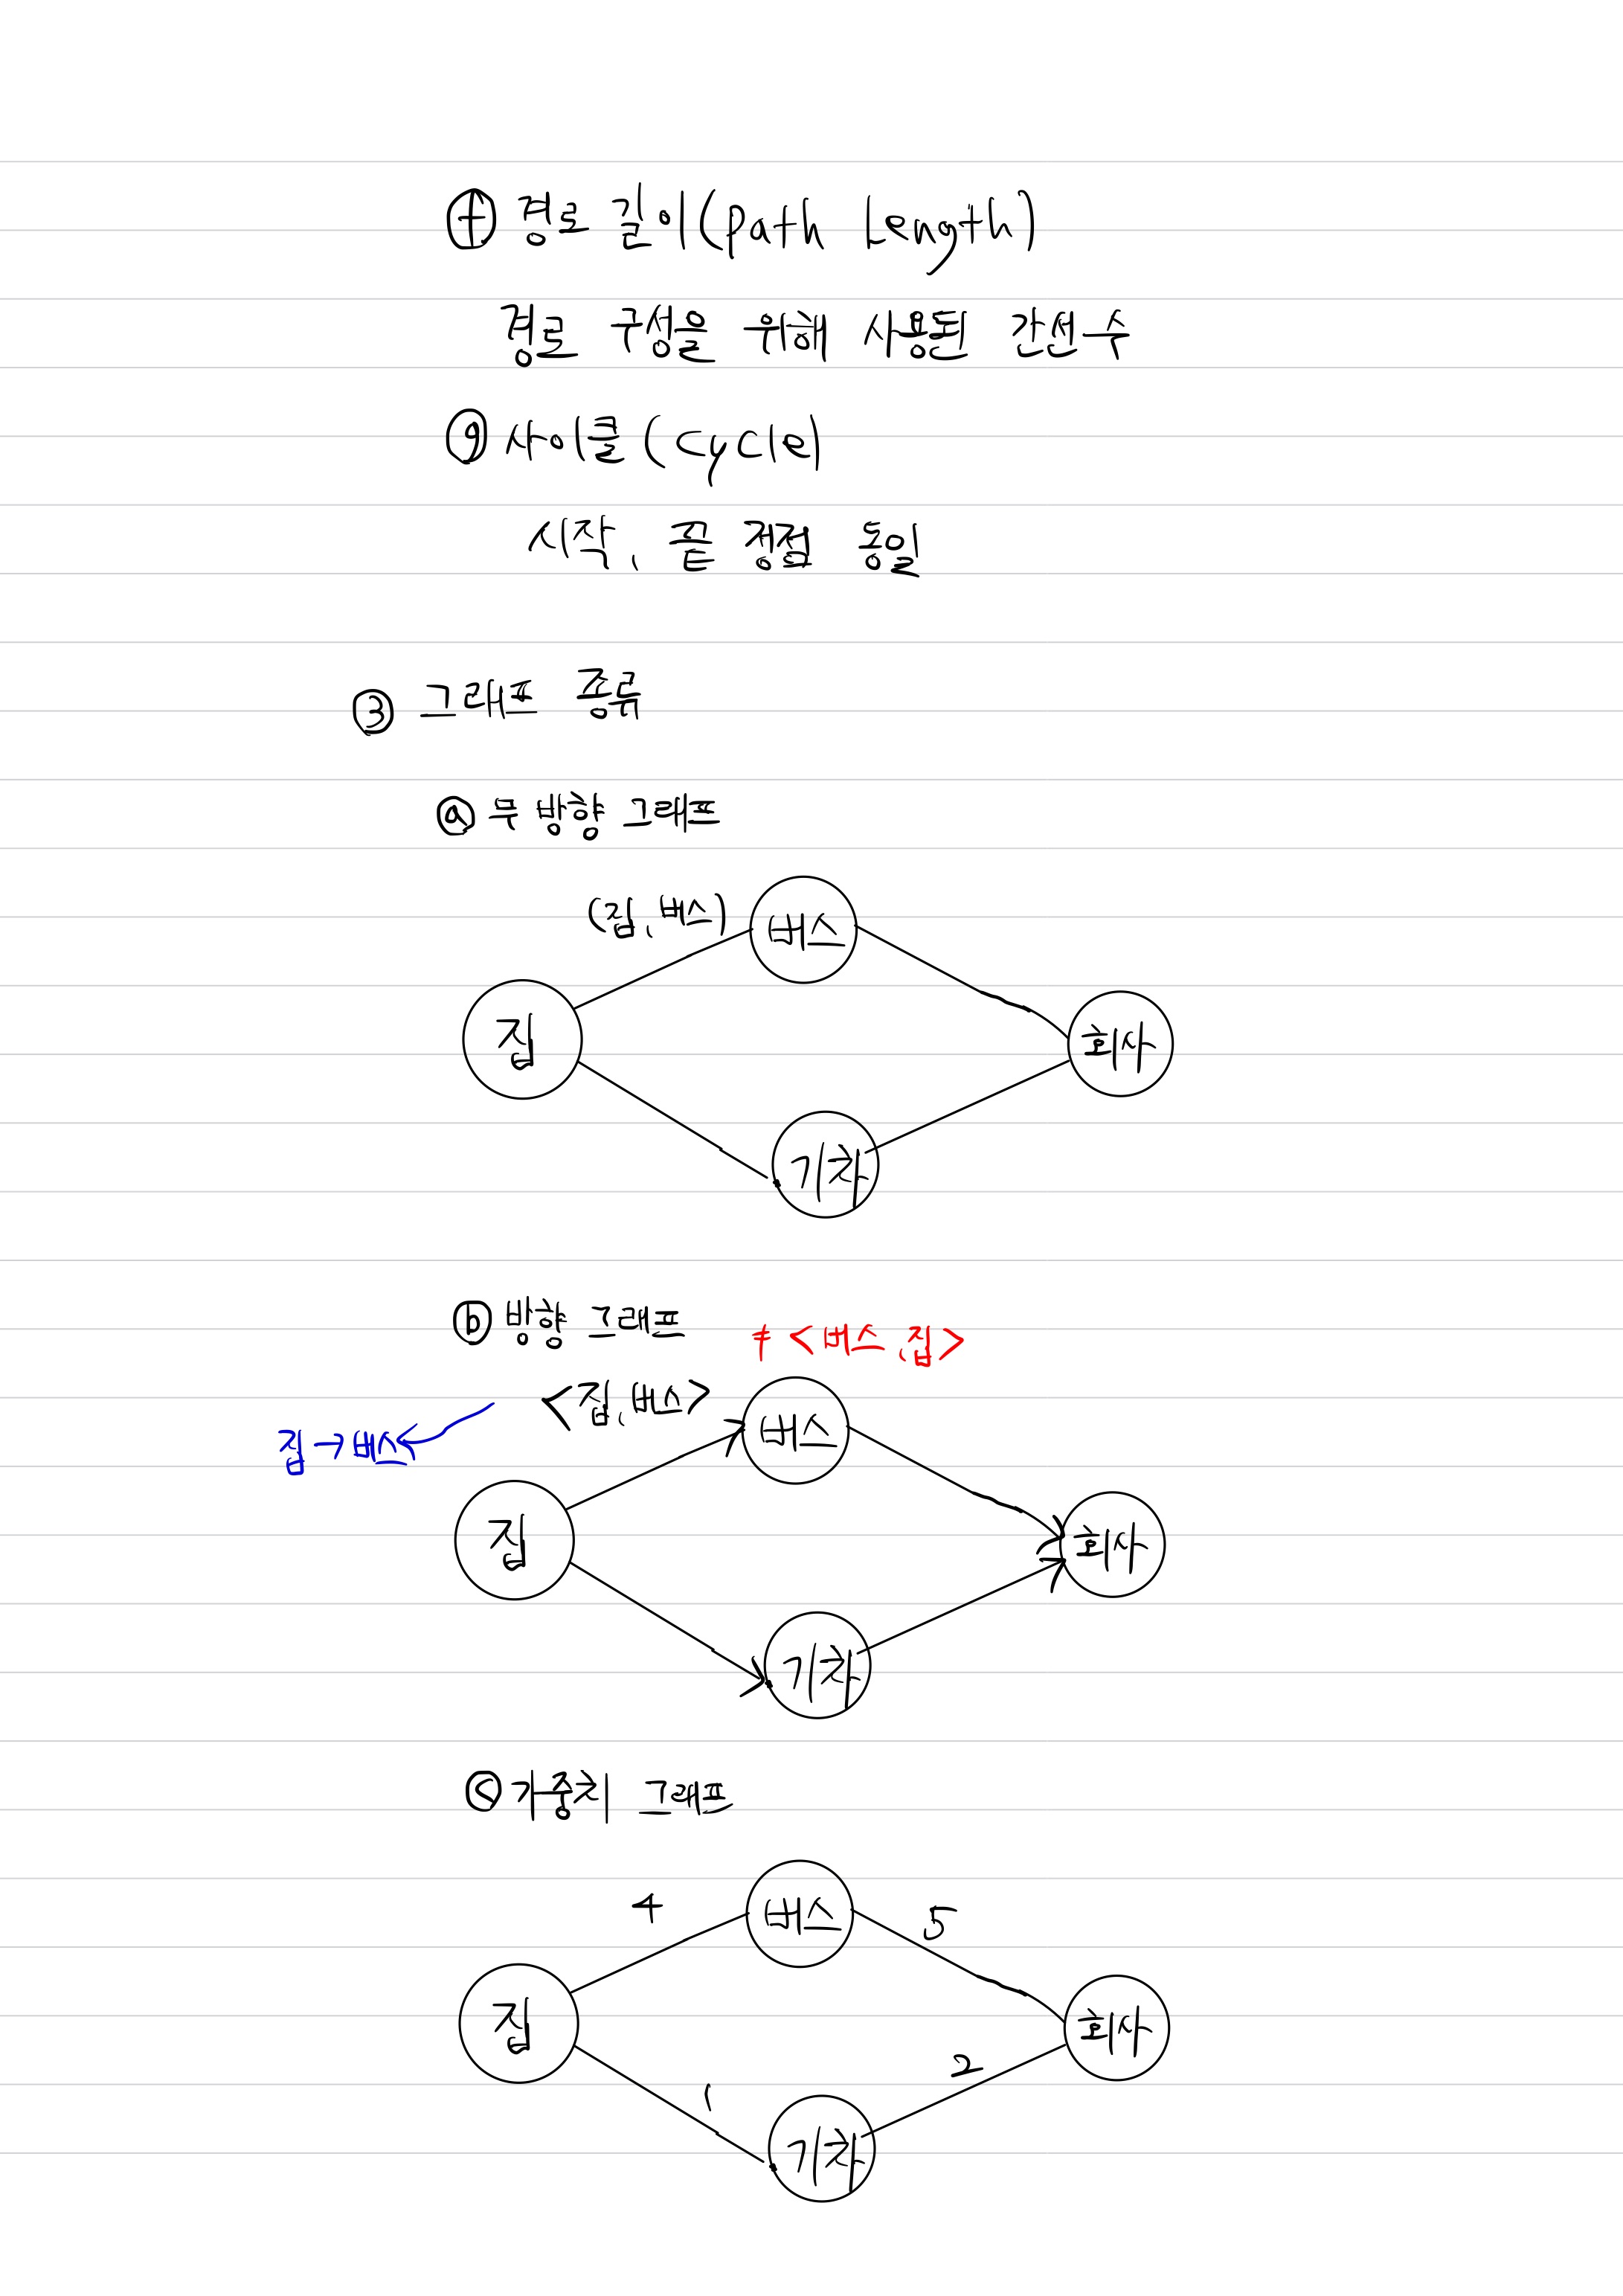 ⓕ 경로 길이(path Length)
경로 구성을 위해 사용된 간선수
ⓖ 사이클(cycle)
시작, 끝 정점 동일
③ 그래프 종류
ⓐ 무방향 그래프
(집, 버스)
버스
집
회사
기차
ⓑ 방향 그래프
≠ <버스, 집>
<집, 버스>
집→버스
버스
집
회사
기차
ⓒ 가중치 그래프
4
버스
5
집
회사
1
2
기차